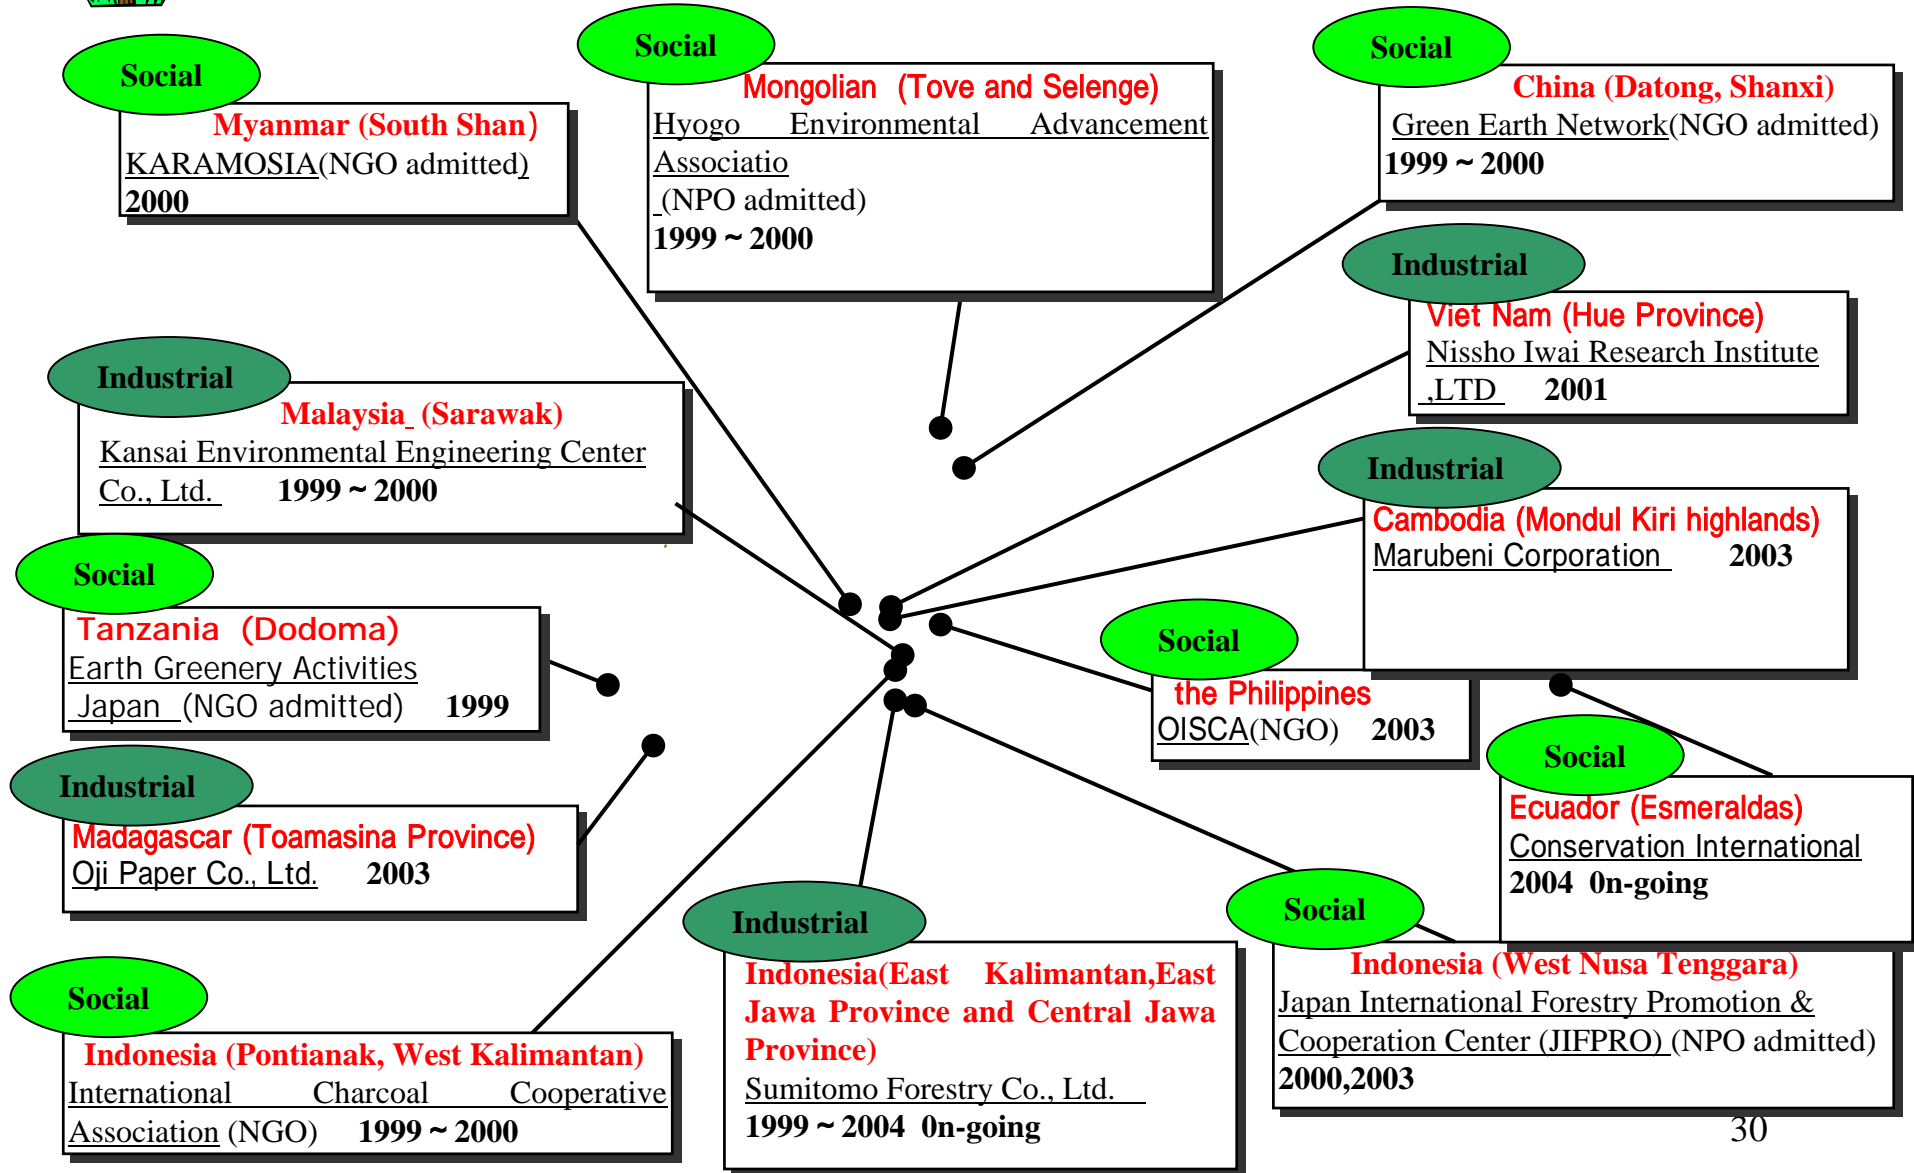 Social
Myanmar (South Shan)
KARAMOSIA(NGO admitted)
2000
Social
Mongolian (Tove and Selenge)
Hyogo Environmental Advancement
Associatio
(NPO admitted)
1999 ~ 2000
Social
China (Datong, Shanxi)
Green Earth Network(NGO admitted)
1999 ~ 2000
Industrial
Viet Nam (Hue Province)
Nissho Iwai Research Institute
,LTD 2001
Industrial
Malaysia (Sarawak)
Kansai Environmental Engineering Center
Co., Ltd. 1999 ~ 2000
Industrial
Cambodia (Mondul Kiri highlands)
Marubeni Corporation 2003
Social
Tanzania (Dodoma)
Earth Greenery Activities
Japan (NGO admitted) 1999
Social
the Philippines
OISCA(NGO) 2003
Industrial
Madagascar (Toamasina Province)
Oji Paper Co., Ltd. 2003
Social
Ecuador (Esmeraldas)
Conservation International
2004 0n-going
Social
Indonesia (Pontianak, West Kalimantan)
International Charcoal Cooperative
Association (NGO) 1999 ~ 2000
Industrial
Indonesia(East Kalimantan,East
Jawa Province and Central Jawa
Province)
Sumitomo Forestry Co., Ltd.
1999 ~ 2004 0n-going
Social
Indonesia (West Nusa Tenggara)
Japan International Forestry Promotion &
Cooperation Center (JIFPRO) (NPO admitted)
2000,2003
30